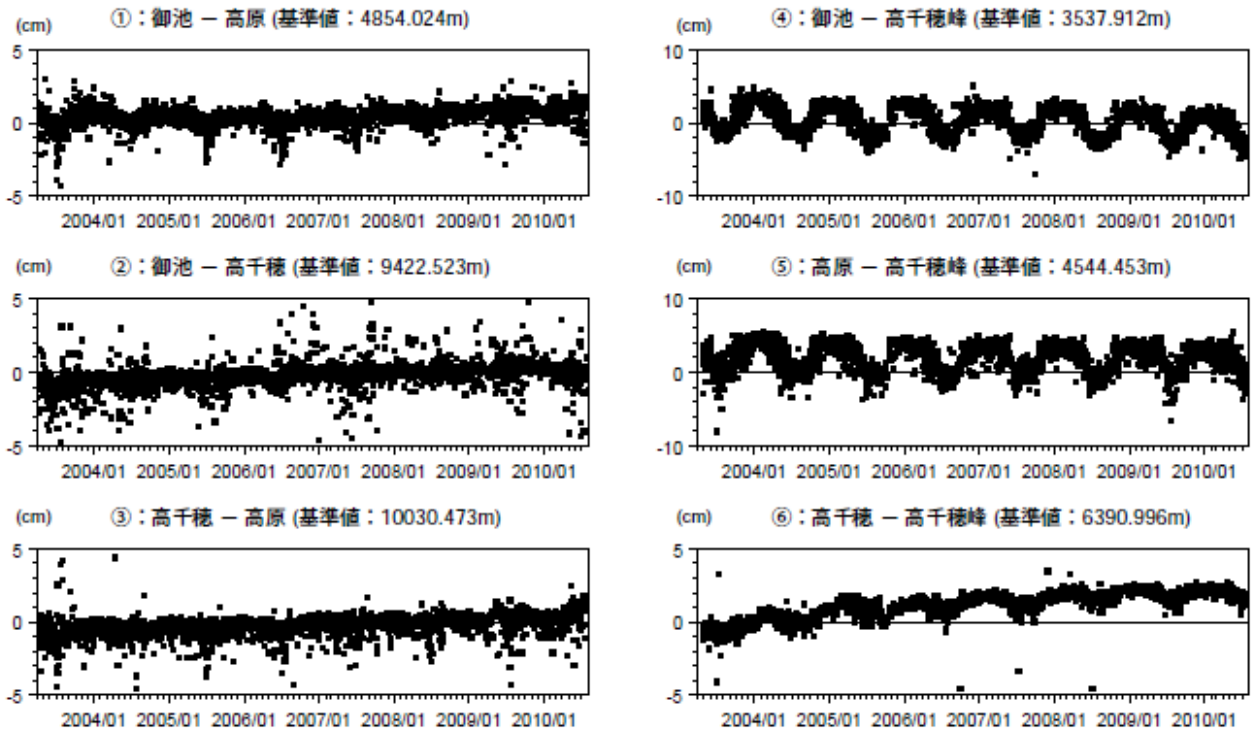 (cm) ①：御池 － 高原 (基準値：4854.024m)
5
0
-5
2004/01 2005/01 2006/01 2007/01 2008/01 2009/01 2010/01
(cm) ②：御池 － 高千穂 (基準値：9422.523m)
5
0
-5
2004/01 2005/01 2006/01 2007/01 2008/01 2009/01 2010/01
(cm) ③：高千穂 － 高原 (基準値：10030.473m)
5
0
-5
2004/01 2005/01 2006/01 2007/01 2008/01 2009/01 2010/01
(cm) ④：御池 － 高千穂峰 (基準値：3537.912m)
10
0
-10
2004/01 2005/01 2006/01 2007/01 2008/01 2009/01 2010/01
(cm) ⑤：高原 － 高千穂峰 (基準値：4544.453m)
10
0
-10
2004/01 2005/01 2006/01 2007/01 2008/01 2009/01 2010/01
(cm) ⑥：高千穂 － 高千穂峰 (基準値：6390.996m)
5
0
-5
2004/01 2005/01 2006/01 2007/01 2008/01 2009/01 2010/01